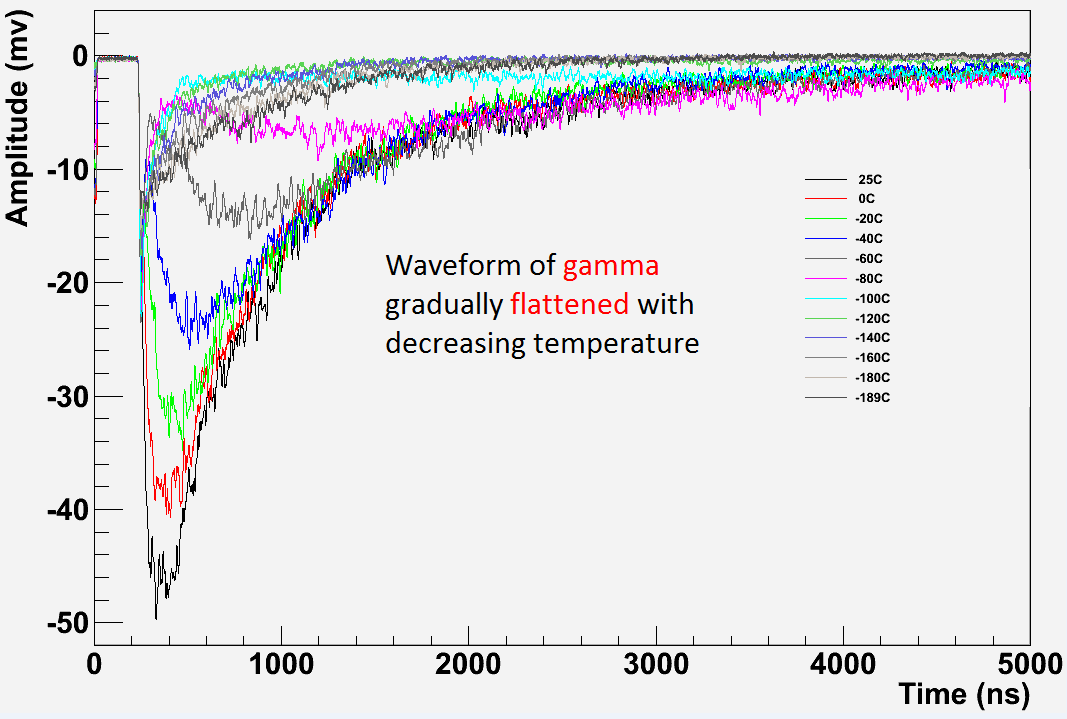 Amplitude (mv)
0
-10
-20
-30
-40
-50
0 1000 2000 3000 4000 5000
Time (ns)
Waveform of gamma
gradually flattened with
decreasing temperature
25C
0C
-20C
-40C
-60C
-80C
-100C
-120C
-140C
-160C
-180C
-189C